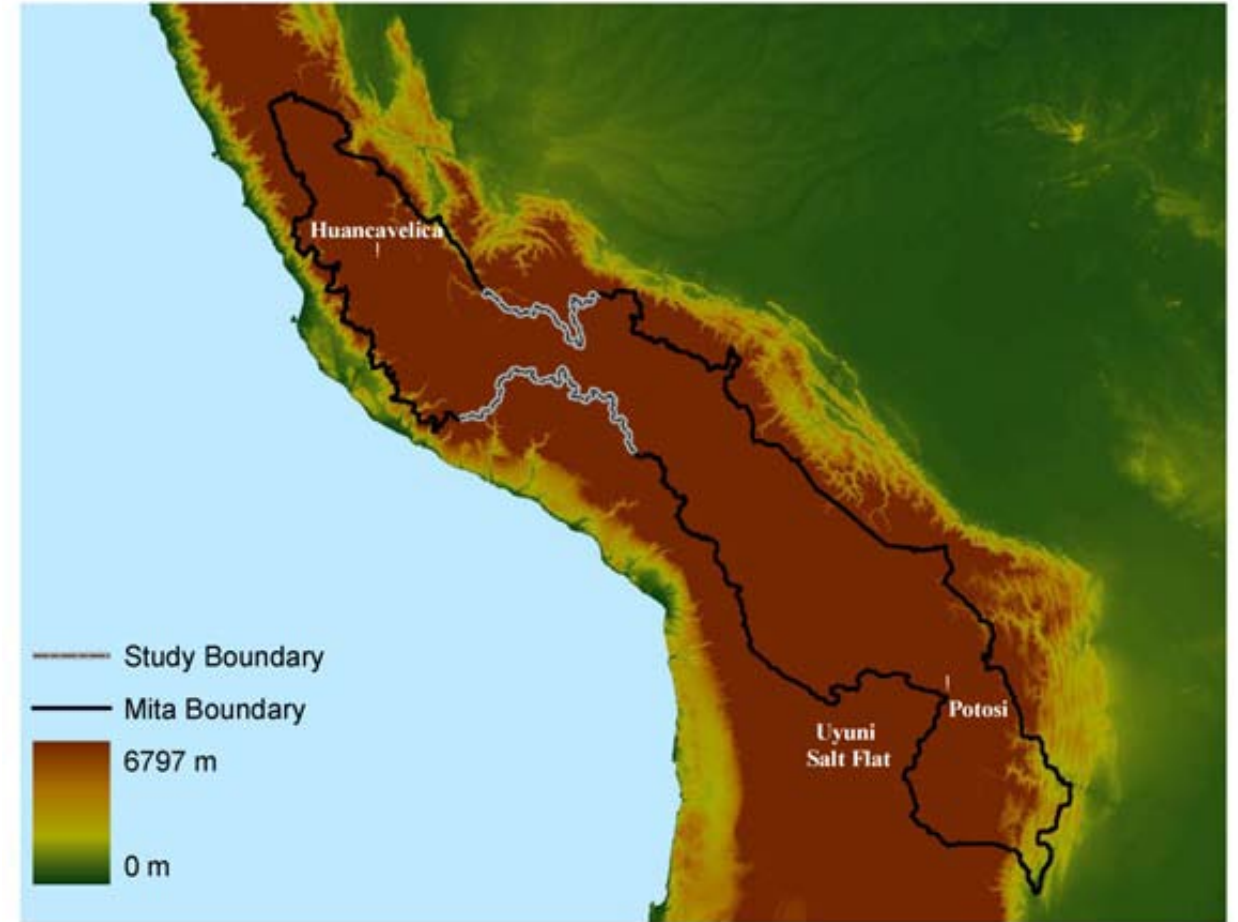 Huancavelica
Study Boundary
Mita Boundary
6797 m
0 m
Potosi
Uyuni
Salt Flat